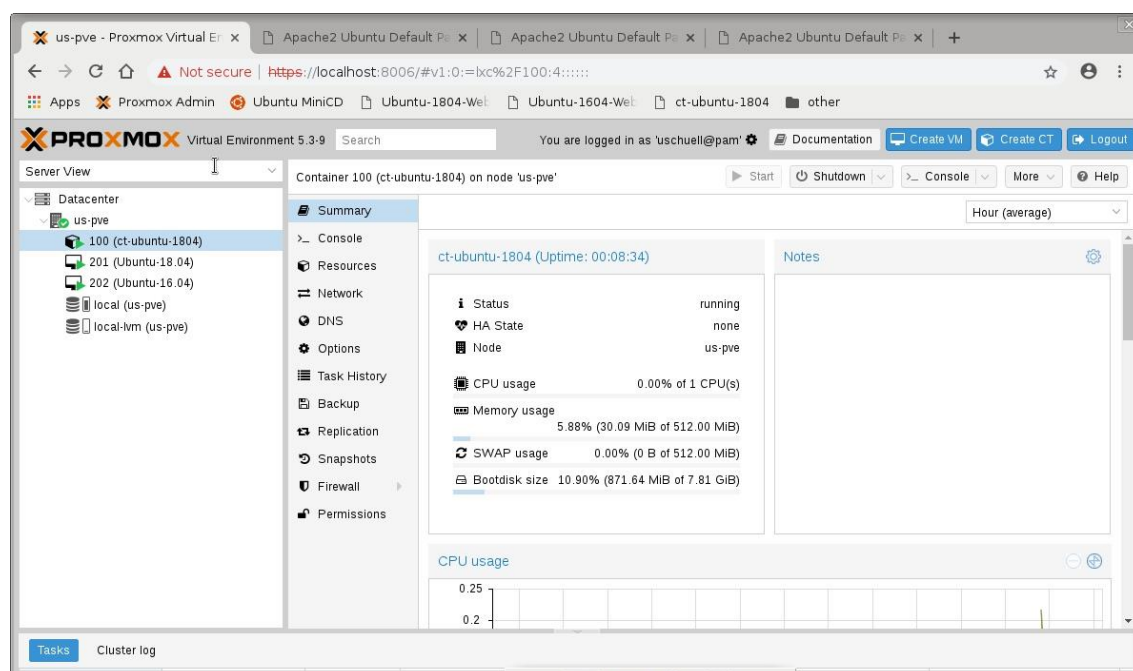 us-pve - Proxmox Virtual Er x Apache2 Ubuntu Default Pa x Apache2 Ubuntu Default Pa x Apache2 Ubuntu Default Pa x +
Not secure | https://localhost:8006/#v1:0:=lxc%2F100:4::::::
Apps Proxmox Admin Ubuntu MiniCD Ubuntu-1804-Web Ubuntu-1604-Web ct-ubuntu-1804 other
PROXMOX Virtual Environment 5.3-9 Search You are logged in as 'uschuell@pam' Documentation Create VM Create CT Logout
Server View
Container 100 (ct-ubuntu-1804) on node 'us-pve' Start Shutdown >_ Console More Help
Datacenter
us-pve
100 (ct-ubuntu-1804)
201 (Ubuntu-18.04)
202 (Ubuntu-16.04)
local (us-pve)
local-lvm (us-pve)
Summary
>_ Console
Resources
Network
DNS
Options
Task History
Backup
Replication
Snapshots
Firewall
Permissions
Hour (average)
ct-ubuntu-1804 (Uptime: 00:08:34)
Status running
HA State none
Node us-pve
CPU usage 0.00% of 1 CPU(s)
Memory usage
5.88% (30.09 MiB of 512.00 MiB)
SWAP usage 0.00% (0 B of 512.00 MiB)
Bootdisk size 10.90% (871.64 MiB of 7.81 GiB)
Notes
CPU usage
0.25
0.2
Tasks Cluster log